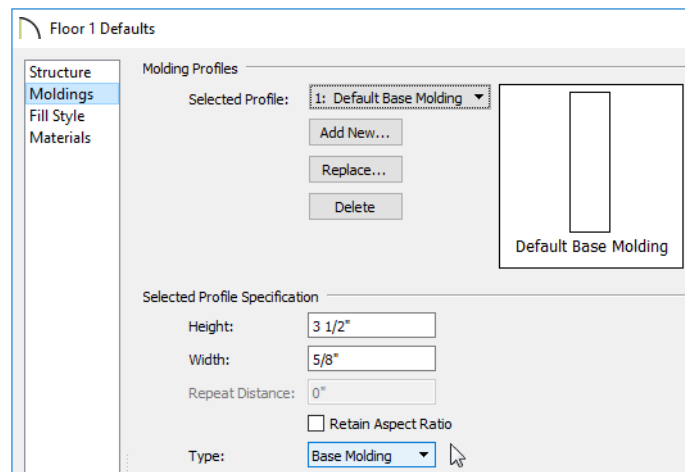 Floor 1 Defaults
Structure
Moldings
Fill Style
Materials
Molding Profiles
Selected Profile:
1: Default Base Molding
Add New...
Replace...
Delete
Default Base Molding
Selected Profile Specification
Height:
3 1/2"
Width:
5/8"
Repeat Distance:
0"
Retain Aspect Ratio
Type:
Base Molding